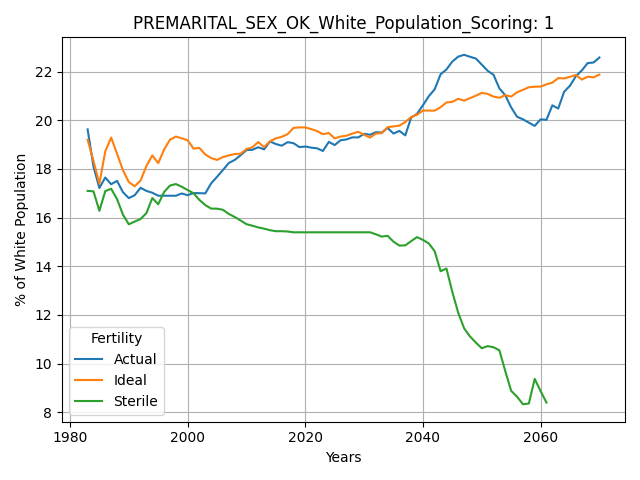 PREMARITAL_SEX_OK_White_Population_Scoring: 1
% of White Population
22
20
18
16
14
12
10
8
Fertility
Actual
Ideal
Sterile
1980
2000
2020
2040
2060
Years